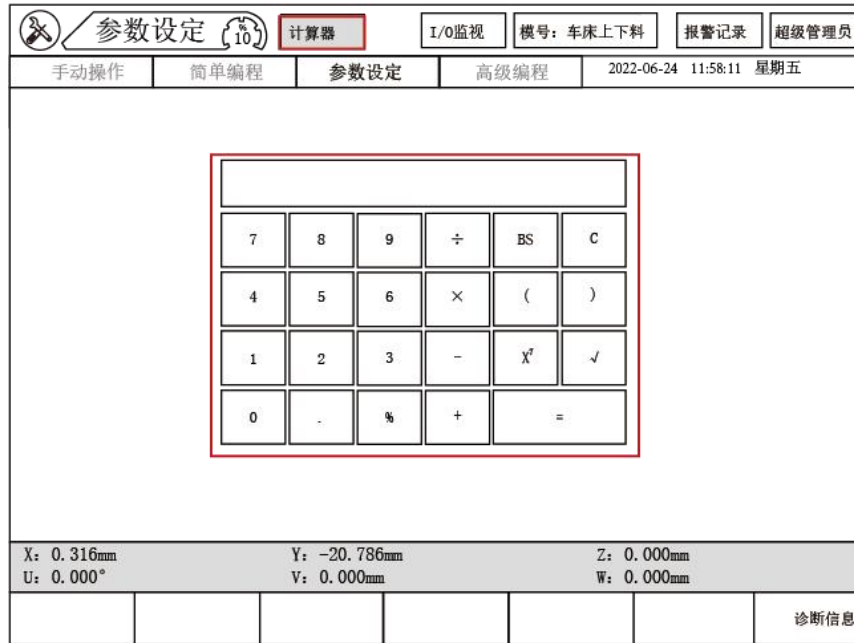 参数设定 % 10 计算器 I/O监视 模号：车床上下料 报警记录 超级管理员
手动操作 简单编程 参数设定 高级编程 2022-06-24 11:58:11 星期五
7 8 9 ÷ BS C
4 5 6 × ( )
1 2 3 - X⁷ √
0 . % + =
X: 0.316mm Y: -20.786mm Z: 0.000mm
U: 0.000° V: 0.000mm W: 0.000mm
诊断信息